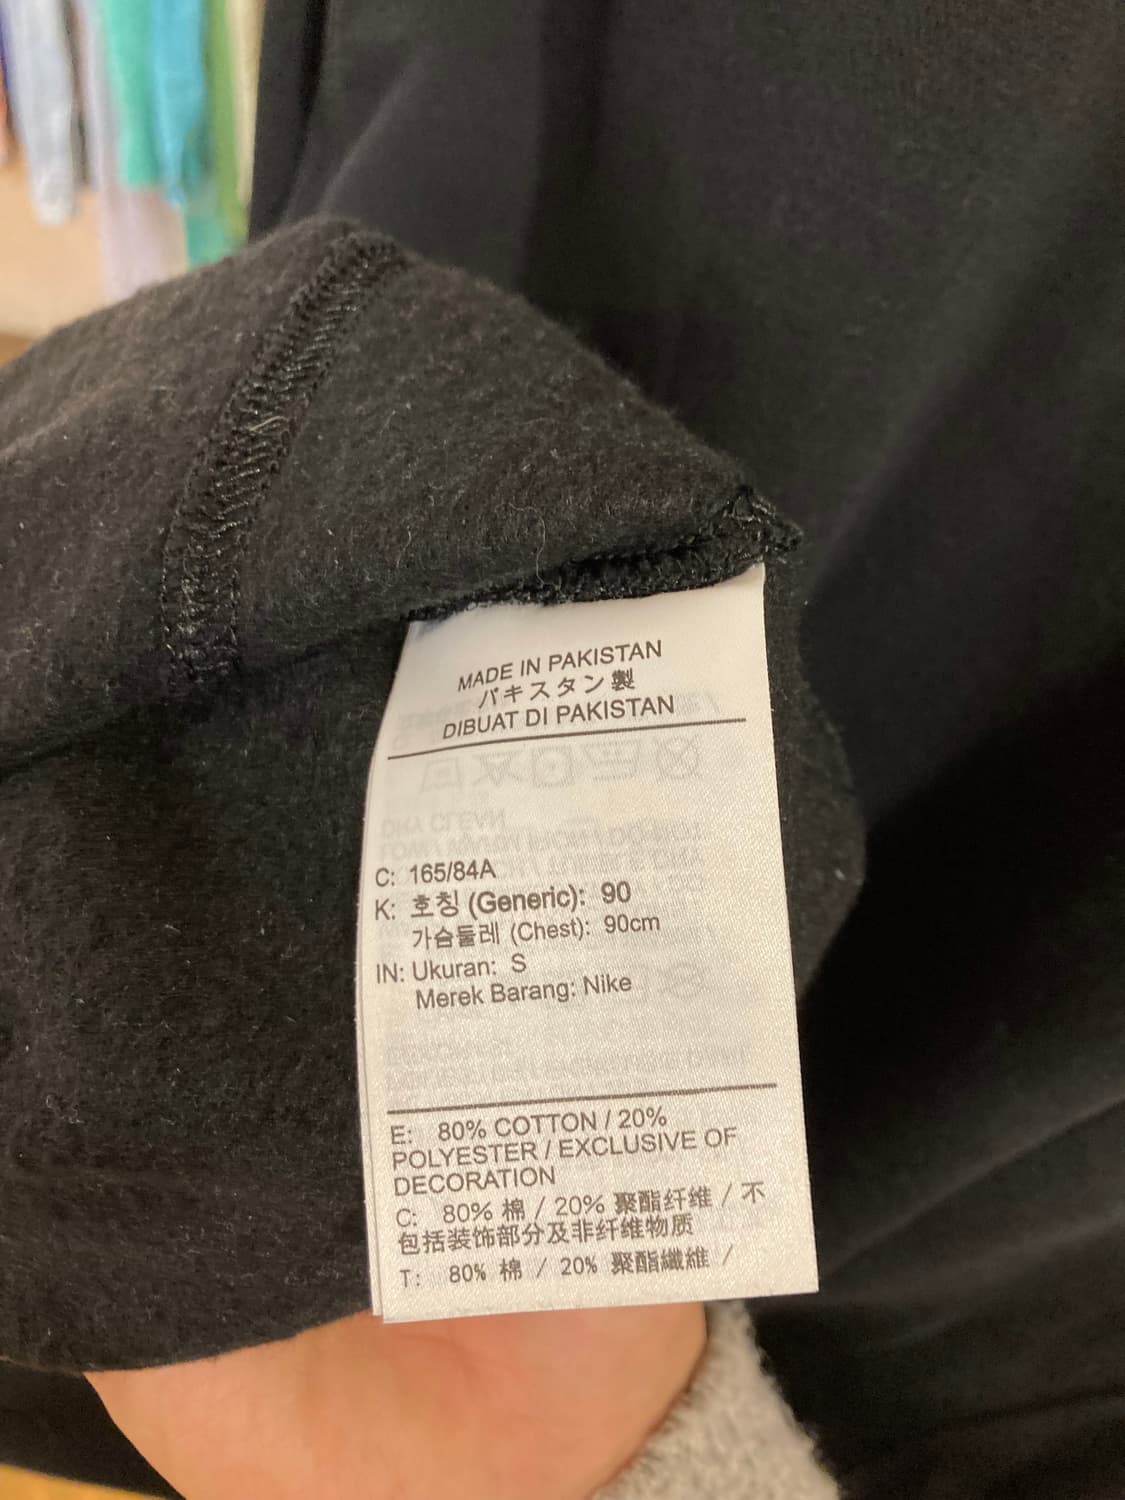 MADE IN PAKISTAN
パキスタン製
DIBUAT DI PAKISTAN
C: 165/84A
K: 호칭 (Generic): 90
가슴둘레 (Chest): 90cm
IN: Ukuran: S
Merek Barang: Nike
E: 80% COTTON / 20%
POLYESTER / EXCLUSIVE OF
DECORATION
C: 80% 棉 / 20% 聚酯纤维 / 不
包括装饰部分及非纤维物质
T: 80% 棉 / 20% 聚酯纖維 /